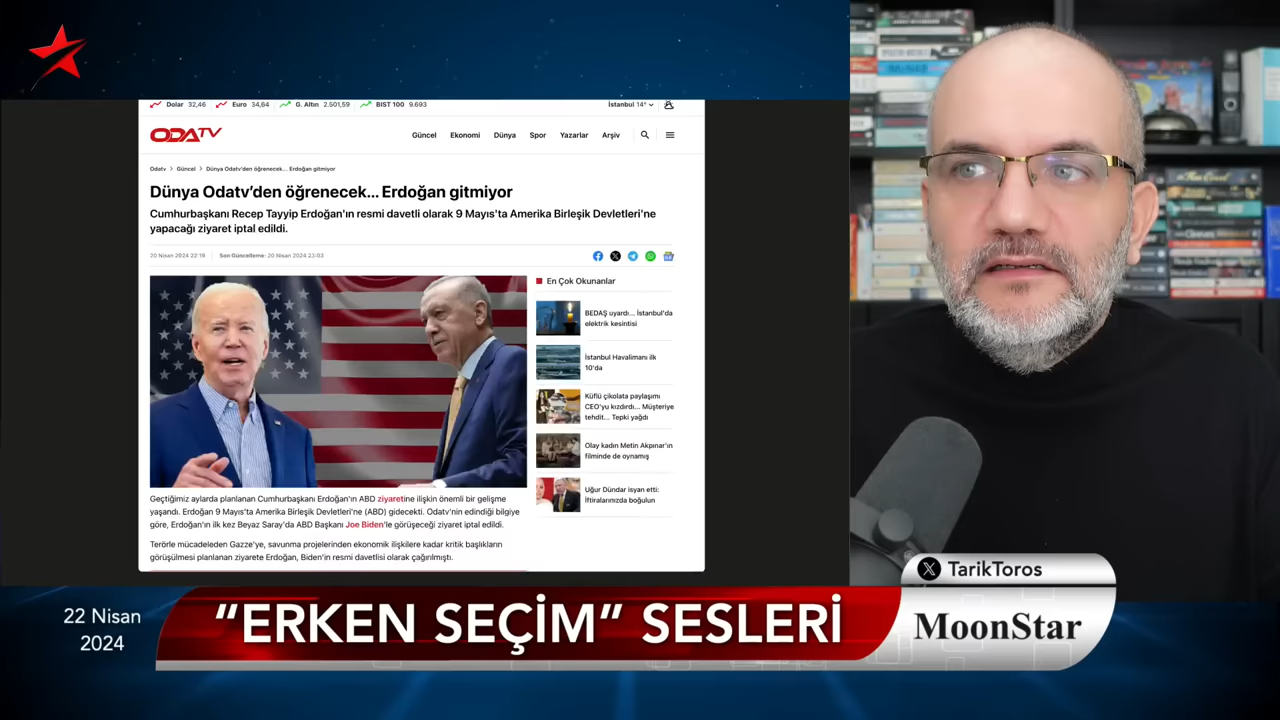 Dolar 32,46 Euro 34,64 G. Altın 2.501,59 BIST 100 9.693 İstanbul 14°
ODATV
Güncel Ekonomi Dünya Spor Yazarlar Arşiv
Odatv > Güncel > Dünya Odatv'den öğrenecek... Erdoğan gitmiyor
Dünya Odatv'den öğrenecek... Erdoğan gitmiyor
Cumhurbaşkanı Recep Tayyip Erdoğan'ın resmi davetli olarak 9 Mayıs'ta Amerika Birleşik Devletleri'ne
yapacağı ziyaret iptal edildi.
20 Nisan 2024 22:19 Son Güncelleme: 20 Nisan 2024 23:03
En Çok Okunanlar
BEDAŞ uyardı... İstanbul'da
elektrik kesintisi
İstanbul Havalimanı ilk
10'da
Küflü çikolata paylaşımı
CEO'yu kızdırdı... Müşteriye
tehdit... Tepki yağdı
Olay kadın Metin Akpınar'ın
filminde de oynamış
Uğur Dündar isyan etti:
İftiralarınızda boğulun
Geçtiğimiz aylarda planlanan Cumhurbaşkanı Erdoğan'ın ABD ziyaretine ilişkin önemli bir gelişme
yaşandı. Erdoğan 9 Mayıs'ta Amerika Birleşik Devletleri'ne (ABD) gidecekti. Odatv'nin edindiği bilgiye
göre, Erdoğan'ın ilk kez Beyaz Saray'da ABD Başkanı Joe Biden'le görüşeceği ziyaret iptal edildi.
Terörle mücadeleden Gazze'ye, savunma projelerinden ekonomik ilişkilere kadar kritik başlıkların
görüşülmesi planlanan ziyarete Erdoğan, Biden'in resmi davetlisi olarak çağırılmıştı.
X TarikToros
MoonStar
22 Nisan
2024
“ERKEN SEÇİM” SESLERİ